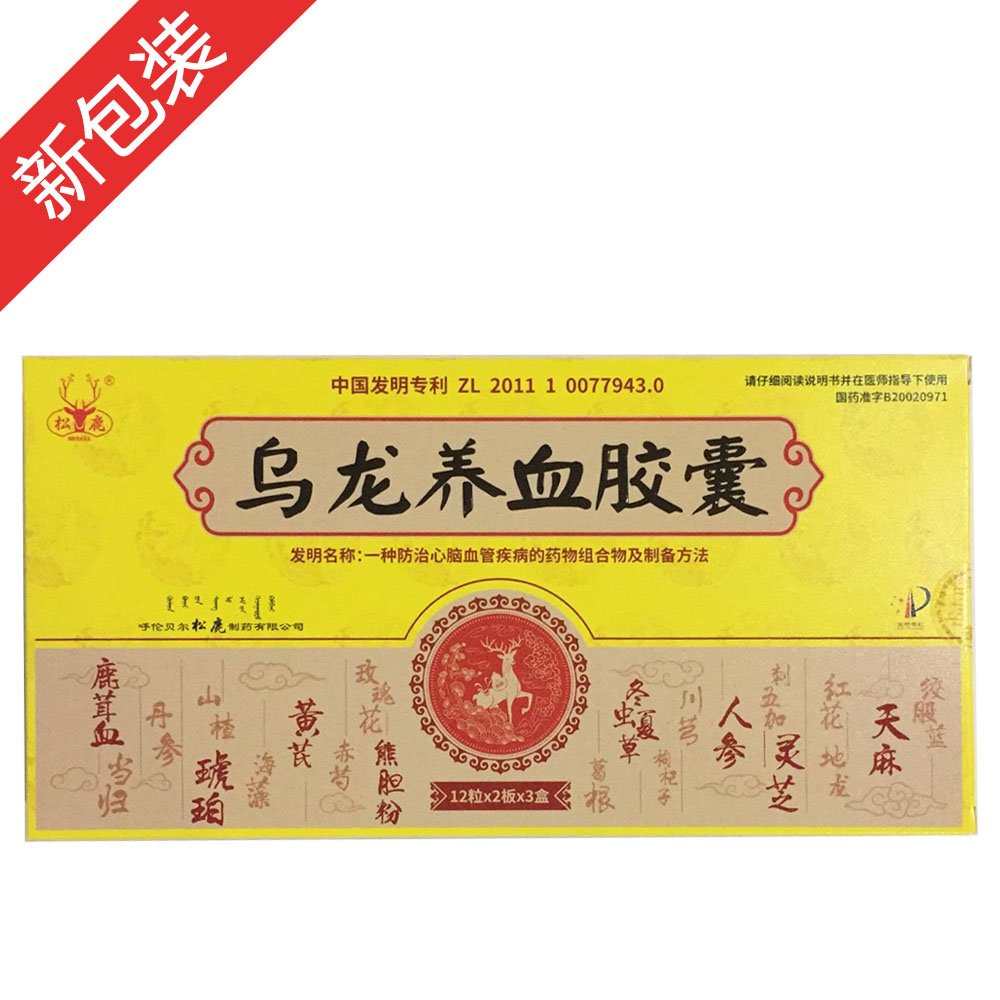 新包装
松鹿
®
中国发明专利 ZL 2011 1 0077943.0
请仔细阅读说明书并在医师指导下使用
国药准字B20020971
乌龙养血胶囊
发明名称：一种防治心脑血管疾病的药物组合物及制备方法
呼伦贝尔松鹿制药有限公司
鹿茸血
丹参
当归
山楂
琥珀
海藻
黄芪
赤芍
玫瑰花
熊胆粉
12粒x2板x3盒
葛根
冬虫夏草
枸杞子
川芎
人参
刺五加
灵芝
红花
地龙
天麻
绞股蓝